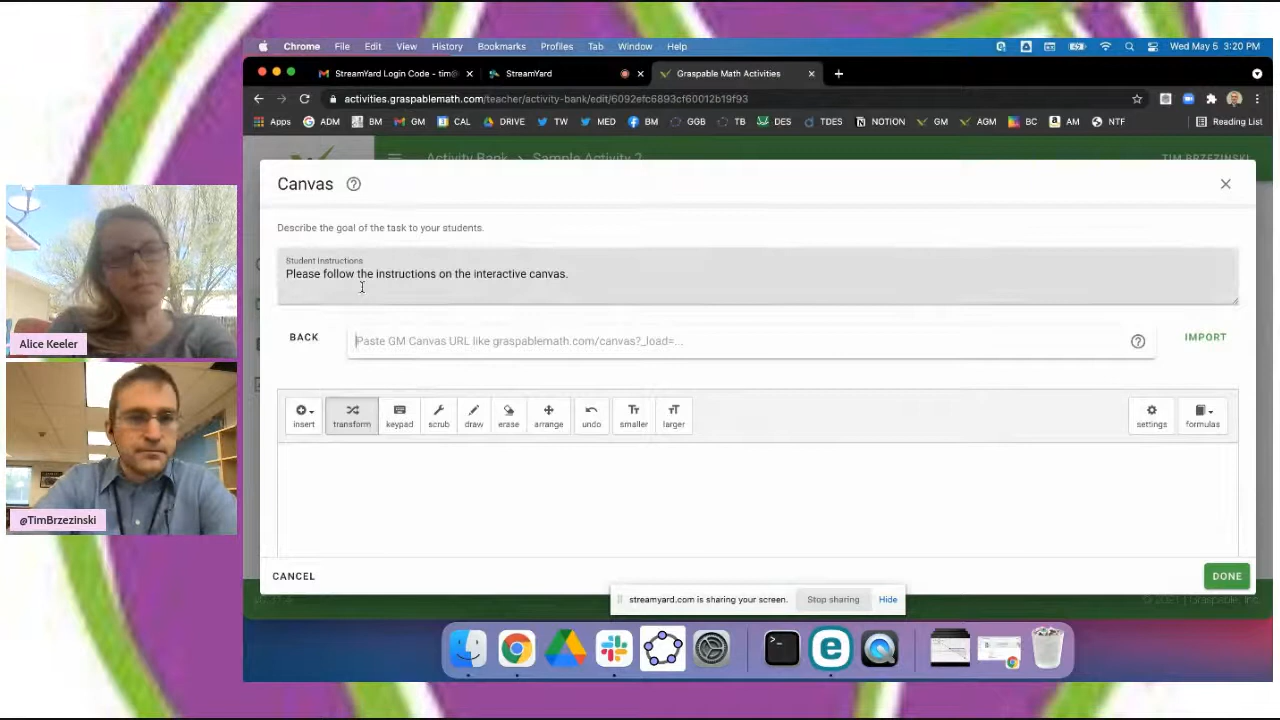 Chrome File Edit View History Bookmarks Profiles Tab Window Help Wed May 5 3:20 PM
StreamYard Login Code - tim@ StreamYard Graspable Math Activities
activities.graspablemath.com/teacher/activity-bank/edit/6092efc6893cf60012b19f93
Apps ADM BM GM CAL DRIVE TW MED BM GGB TB DES TDES NOTION GM AGM BC AM NTF Reading List
Activity Bank > Sample Activity 2 TIM BRZEZINSKI
Canvas
Describe the goal of the task to your students.
Student instructions
Please follow the instructions on the interactive canvas.
BACK Paste GM Canvas URL like graspablemath.com/canvas?_load=... IMPORT
insert transform keypad scrub draw erase arrange undo smaller larger settings formulas
CANCEL DONE
streamyard.com is sharing your screen. Stop sharing Hide
Alice Keeler
@TimBrzezinski